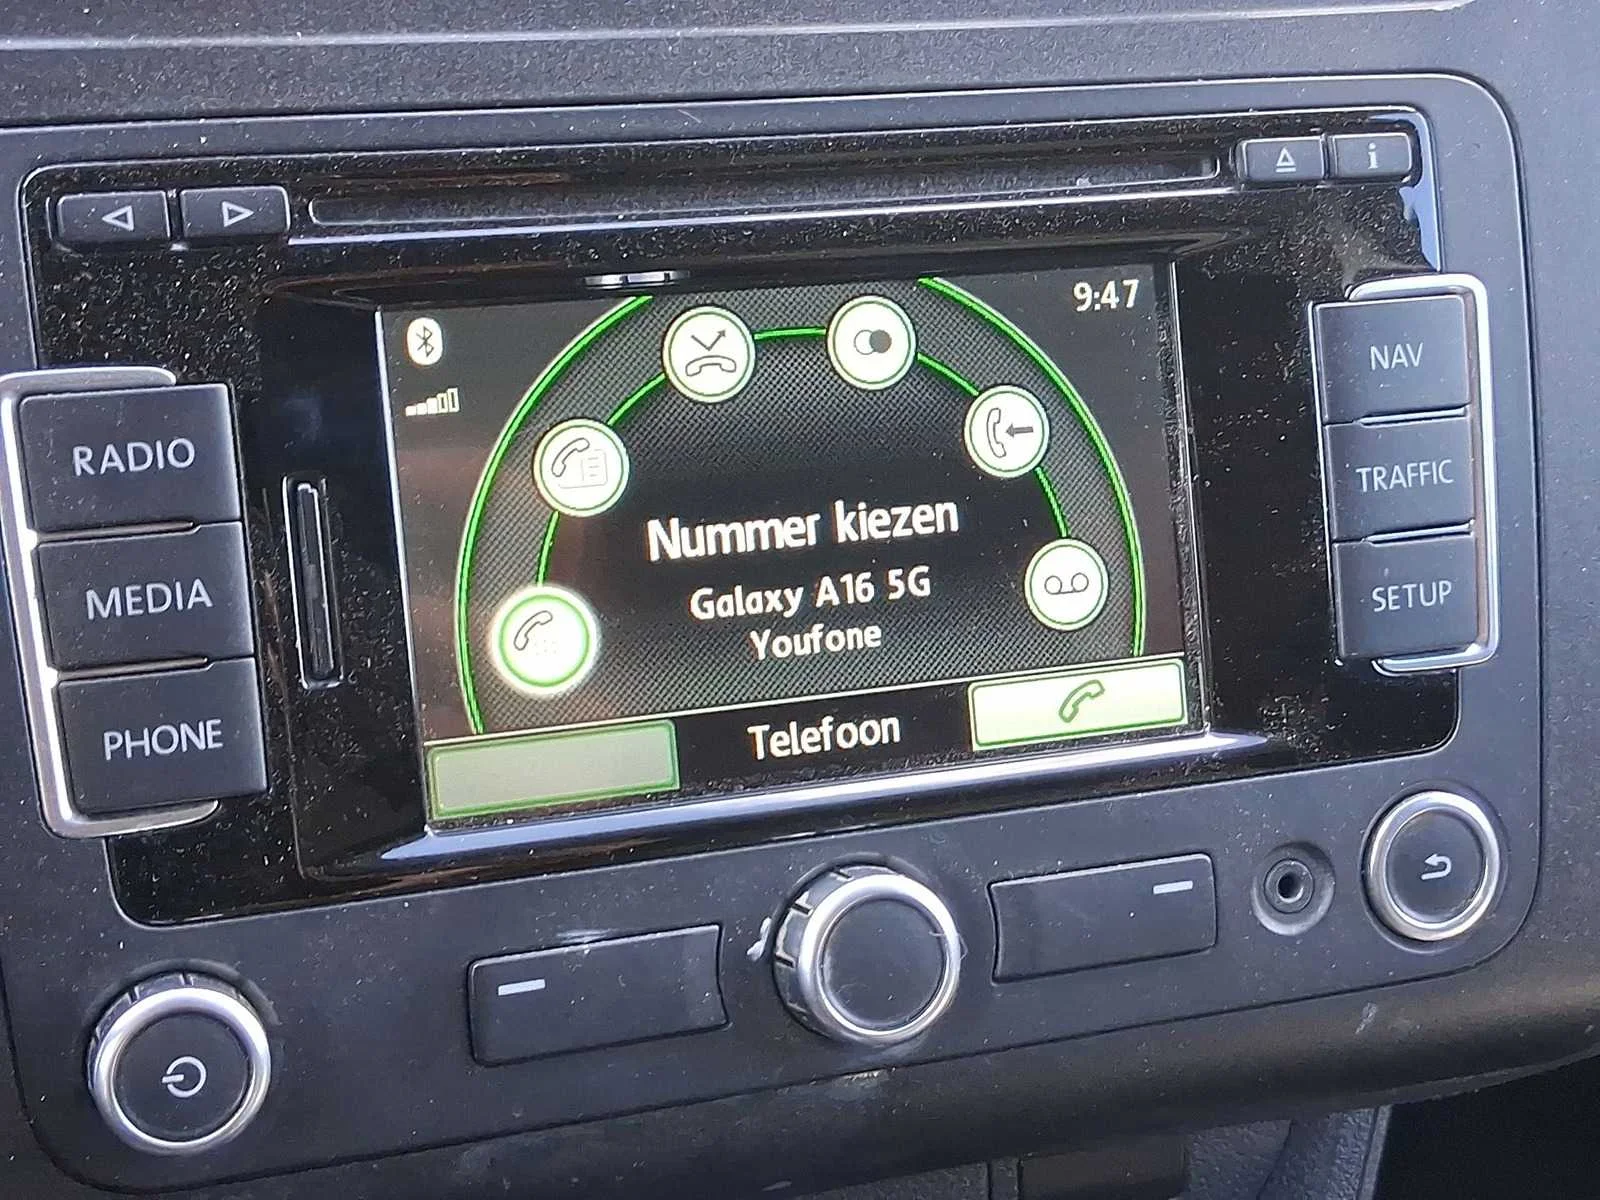 9:47
RADIO
MEDIA
PHONE
Nummer kiezen
Galaxy A16 5G
Youfone
Telefoon
NAV
TRAFFIC
SETUP
i